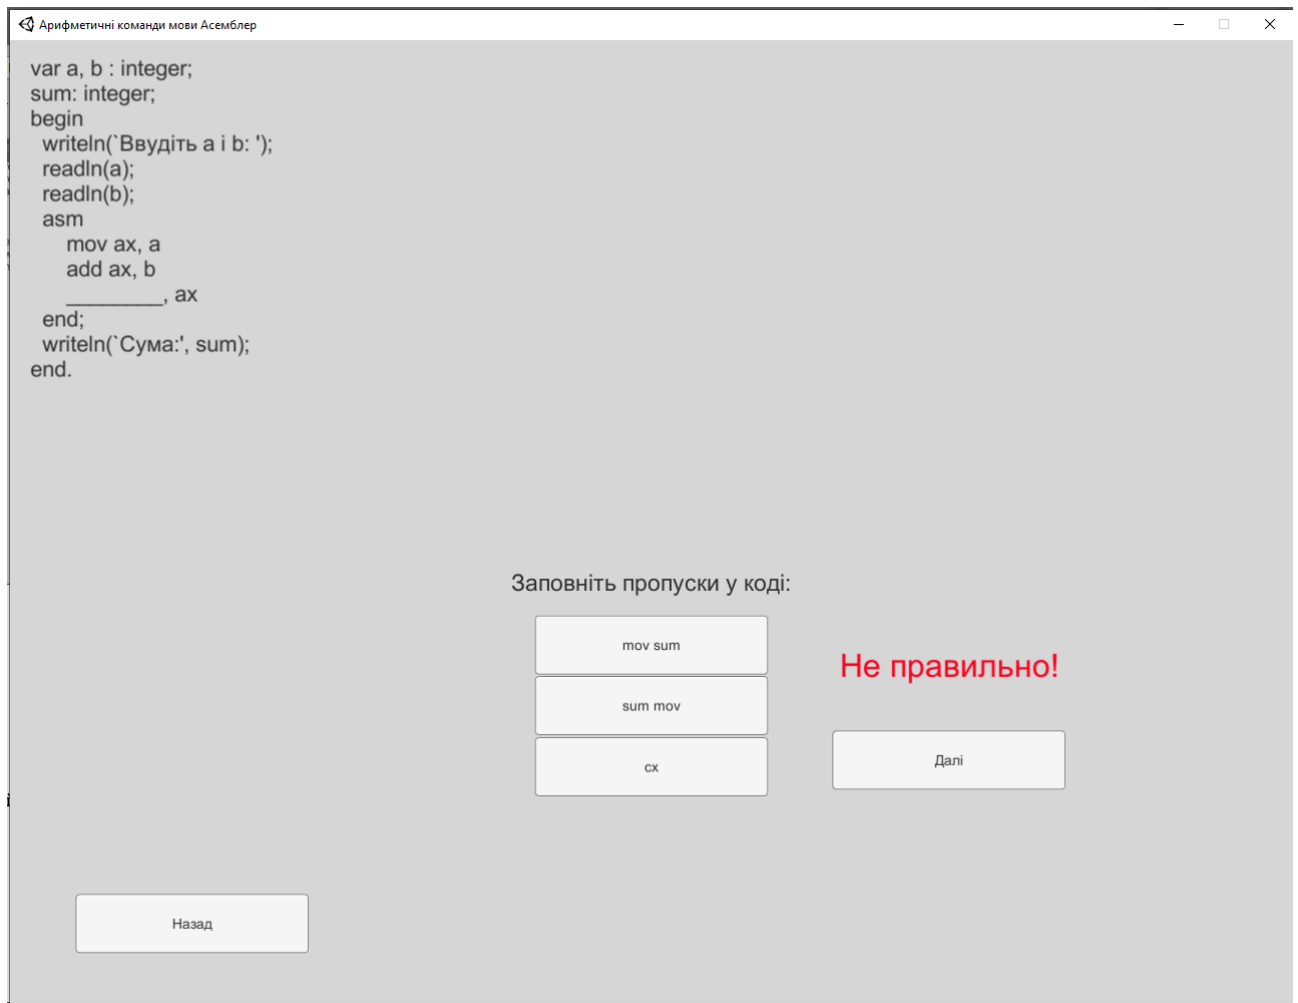 Арифметичні команди мови Асемблер
var a, b : integer;
sum: integer;
begin
writeln(`Ввудіть a і b: ');
readln(a);
readln(b);
asm
mov ax, a
add ax, b
________, ax
end;
writeln(`Сума:', sum);
end.
Заповніть пропуски у коді:
mov sum
sum mov
cx
Не правильно!
Далі
Назад